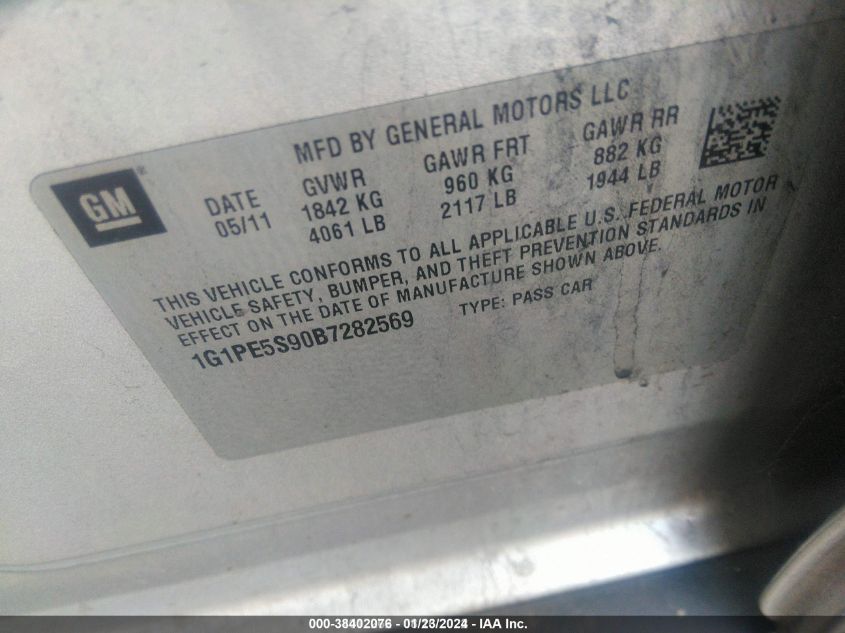 MFD BY GENERAL MOTORS LLC
GM®
DATE GVWR GAWR FRT GAWR RR
05/11 1842 KG 960 KG 882 KG
4061 LB 2117 LB 1944 LB
THIS VEHICLE CONFORMS TO ALL APPLICABLE U.S. FEDERAL MOTOR
VEHICLE SAFETY, BUMPER, AND THEFT PREVENTION STANDARDS IN
EFFECT ON THE DATE OF MANUFACTURE SHOWN ABOVE.
1G1PE5S90B7282569 TYPE: PASS CAR
000-38402076 - 01/23/2024 - IAA Inc.